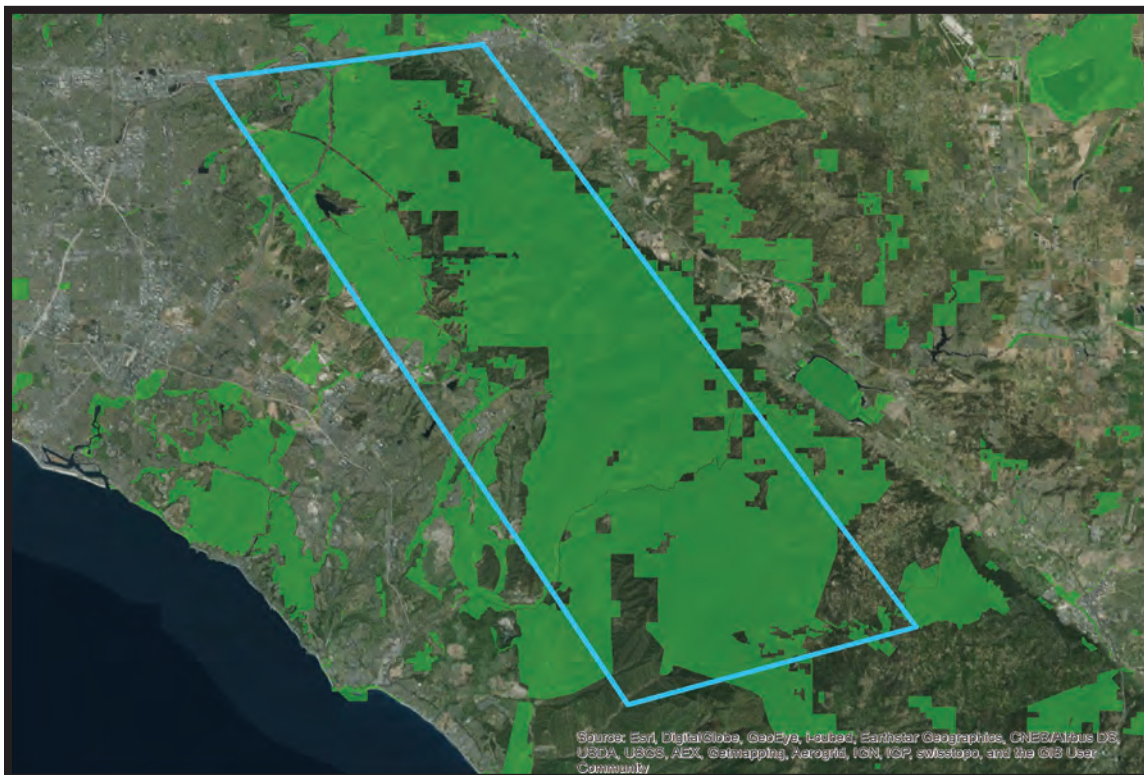 Source: Esri, DigitalGlobe, GeoEye, i-cubed, Earthstar Geographics, CNES/Airbus DS,
USDA, USGS, AEX, Getmapping, Aerogrid, IGN, IGP, swisstopo, and the GIS User
Community